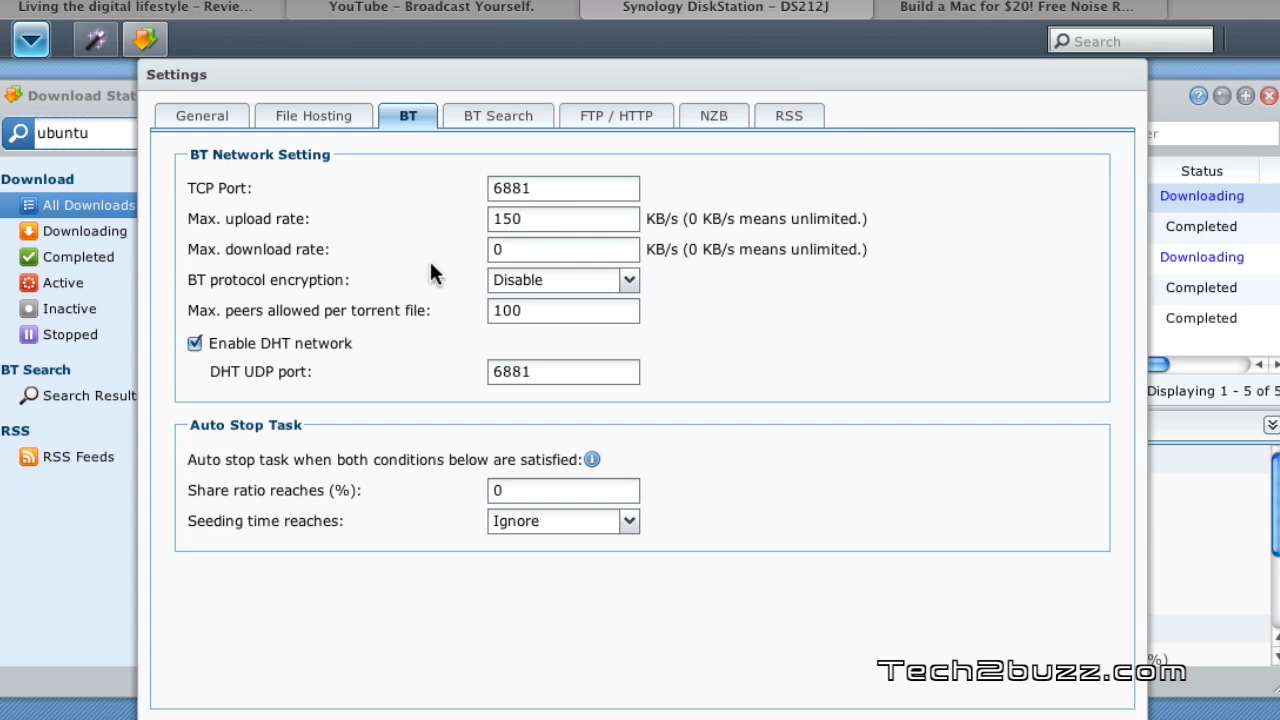 Living the digital lifestyle - Revie...
YouTube - Broadcast Yourself.
Synology DiskStation - DS212J
Build a Mac for $20! Free Noise R...
Search
Settings
Download Stat
ubuntu
General
File Hosting
BT
BT Search
FTP / HTTP
NZB
RSS
BT Network Setting
TCP Port: 6881
Max. upload rate: 150 KB/s (0 KB/s means unlimited.)
Max. download rate: 0 KB/s (0 KB/s means unlimited.)
BT protocol encryption: Disable
Max. peers allowed per torrent file: 100
Enable DHT network
DHT UDP port: 6881
Auto Stop Task
Auto stop task when both conditions below are satisfied:
Share ratio reaches (%): 0
Seeding time reaches: Ignore
Download
All Downloads
Downloading
Completed
Active
Inactive
Stopped
BT Search
Search Result
RSS
RSS Feeds
er
Status
Downloading
Completed
Downloading
Completed
Completed
Displaying 1 - 5 of 5
%)
Tech2buzz.com